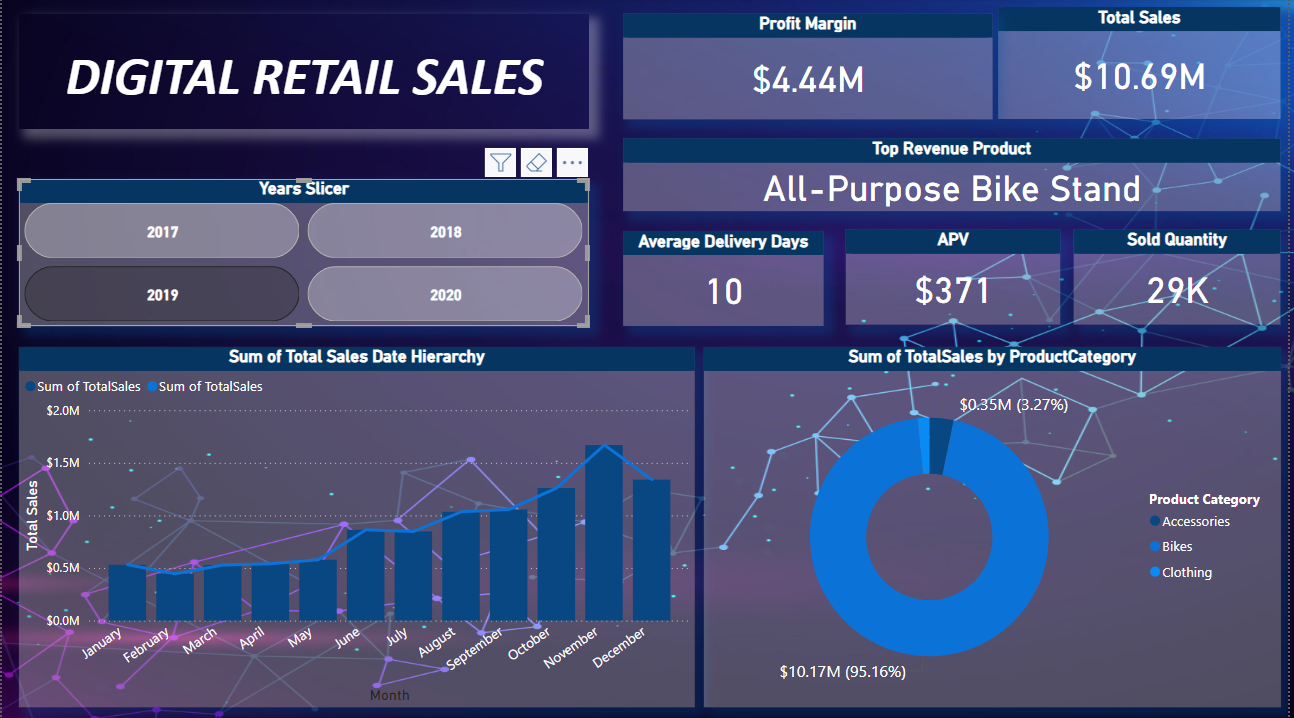 DIGITAL RETAIL SALES
Profit Margin
$4.44M
Total Sales
$10.69M
Top Revenue Product
All-Purpose Bike Stand
Years Slicer
2017
2018
2019
2020
Average Delivery Days
10
APV
$371
Sold Quantity
29K
Sum of Total Sales Date Hierarchy
Sum of TotalSales
Sum of TotalSales
Total Sales
$2.0M
$1.5M
$1.0M
$0.5M
$0.0M
January
February
March
April
May
June
July
August
September
October
November
December
Month
Sum of TotalSales by ProductCategory
$0.35M (3.27%)
$10.17M (95.16%)
Product Category
Accessories
Bikes
Clothing